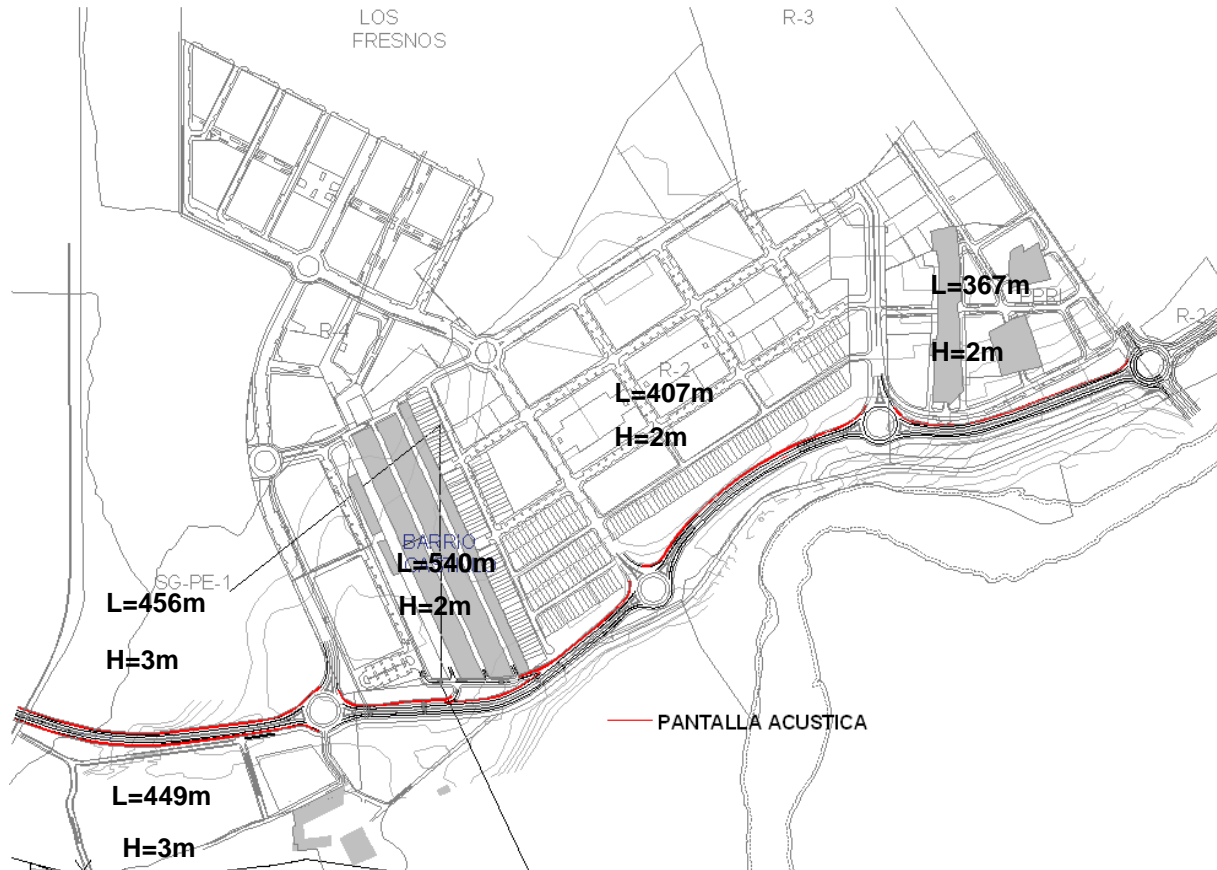 LOS
FRESNOS
R-3
L=367m
R-2
H=2m
R-2
L=407m
H=2m
BARRIO
L=540m
SG-PE-1
L=456m
H=2m
H=3m
PANTALLA ACUSTICA
L=449m
H=3m